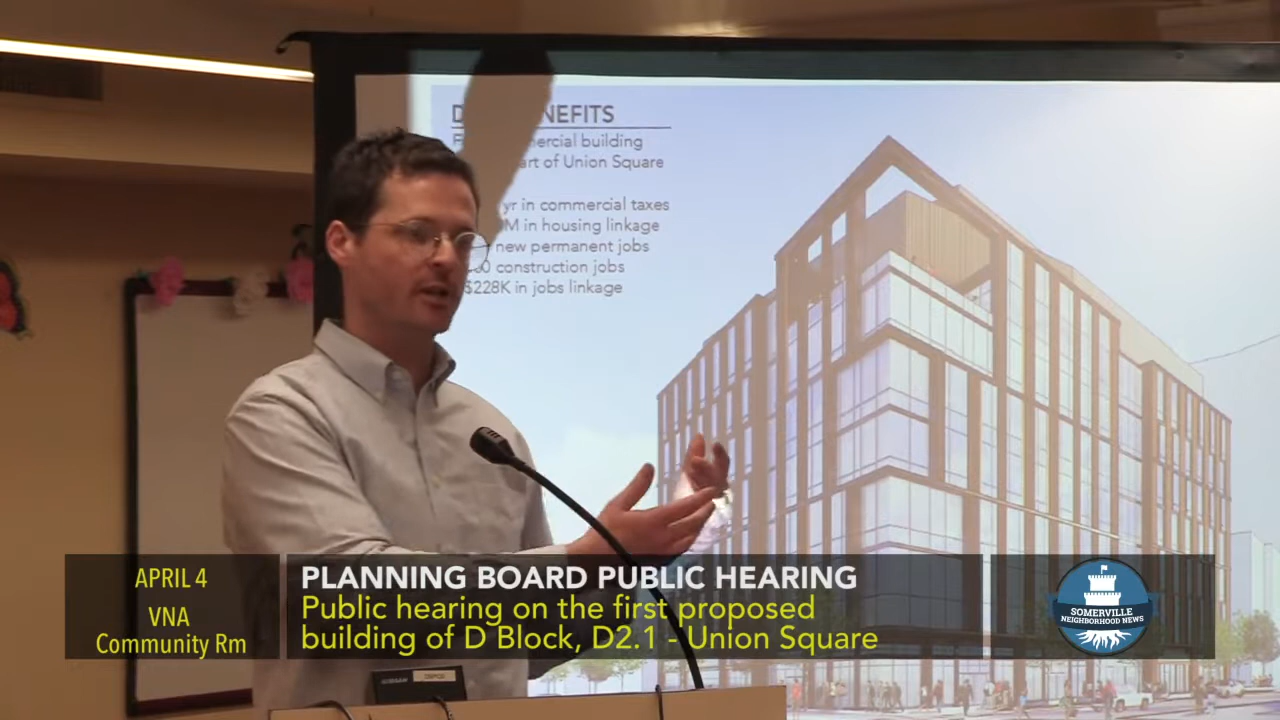 NEFITS
ercial building
art of Union Square
yr in commercial taxes
M in housing linkage
new permanent jobs
construction jobs
$228K in jobs linkage
APRIL 4
VNA
Community Rm
PLANNING BOARD PUBLIC HEARING
Public hearing on the first proposed
building of D Block, D2.1 - Union Square
SOMERVILLE
NEIGHBORHOOD NEWS